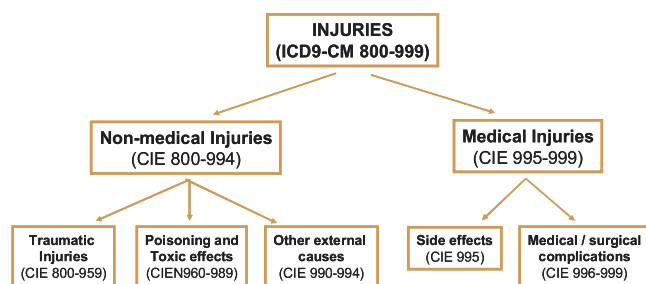 INJURIES
(ICD9-CM 800-999)
Non-medical Injuries
(CIE 800-994)
Medical Injuries
(CIE 995-999)
Traumatic
Injuries
(CIE 800-959)
Poisoning and
Toxic effects
(CIEN960-989)
Other external
causes
(CIE 990-994)
Side effects
(CIE 995)
Medical / surgical
complications
(CIE 996-999)